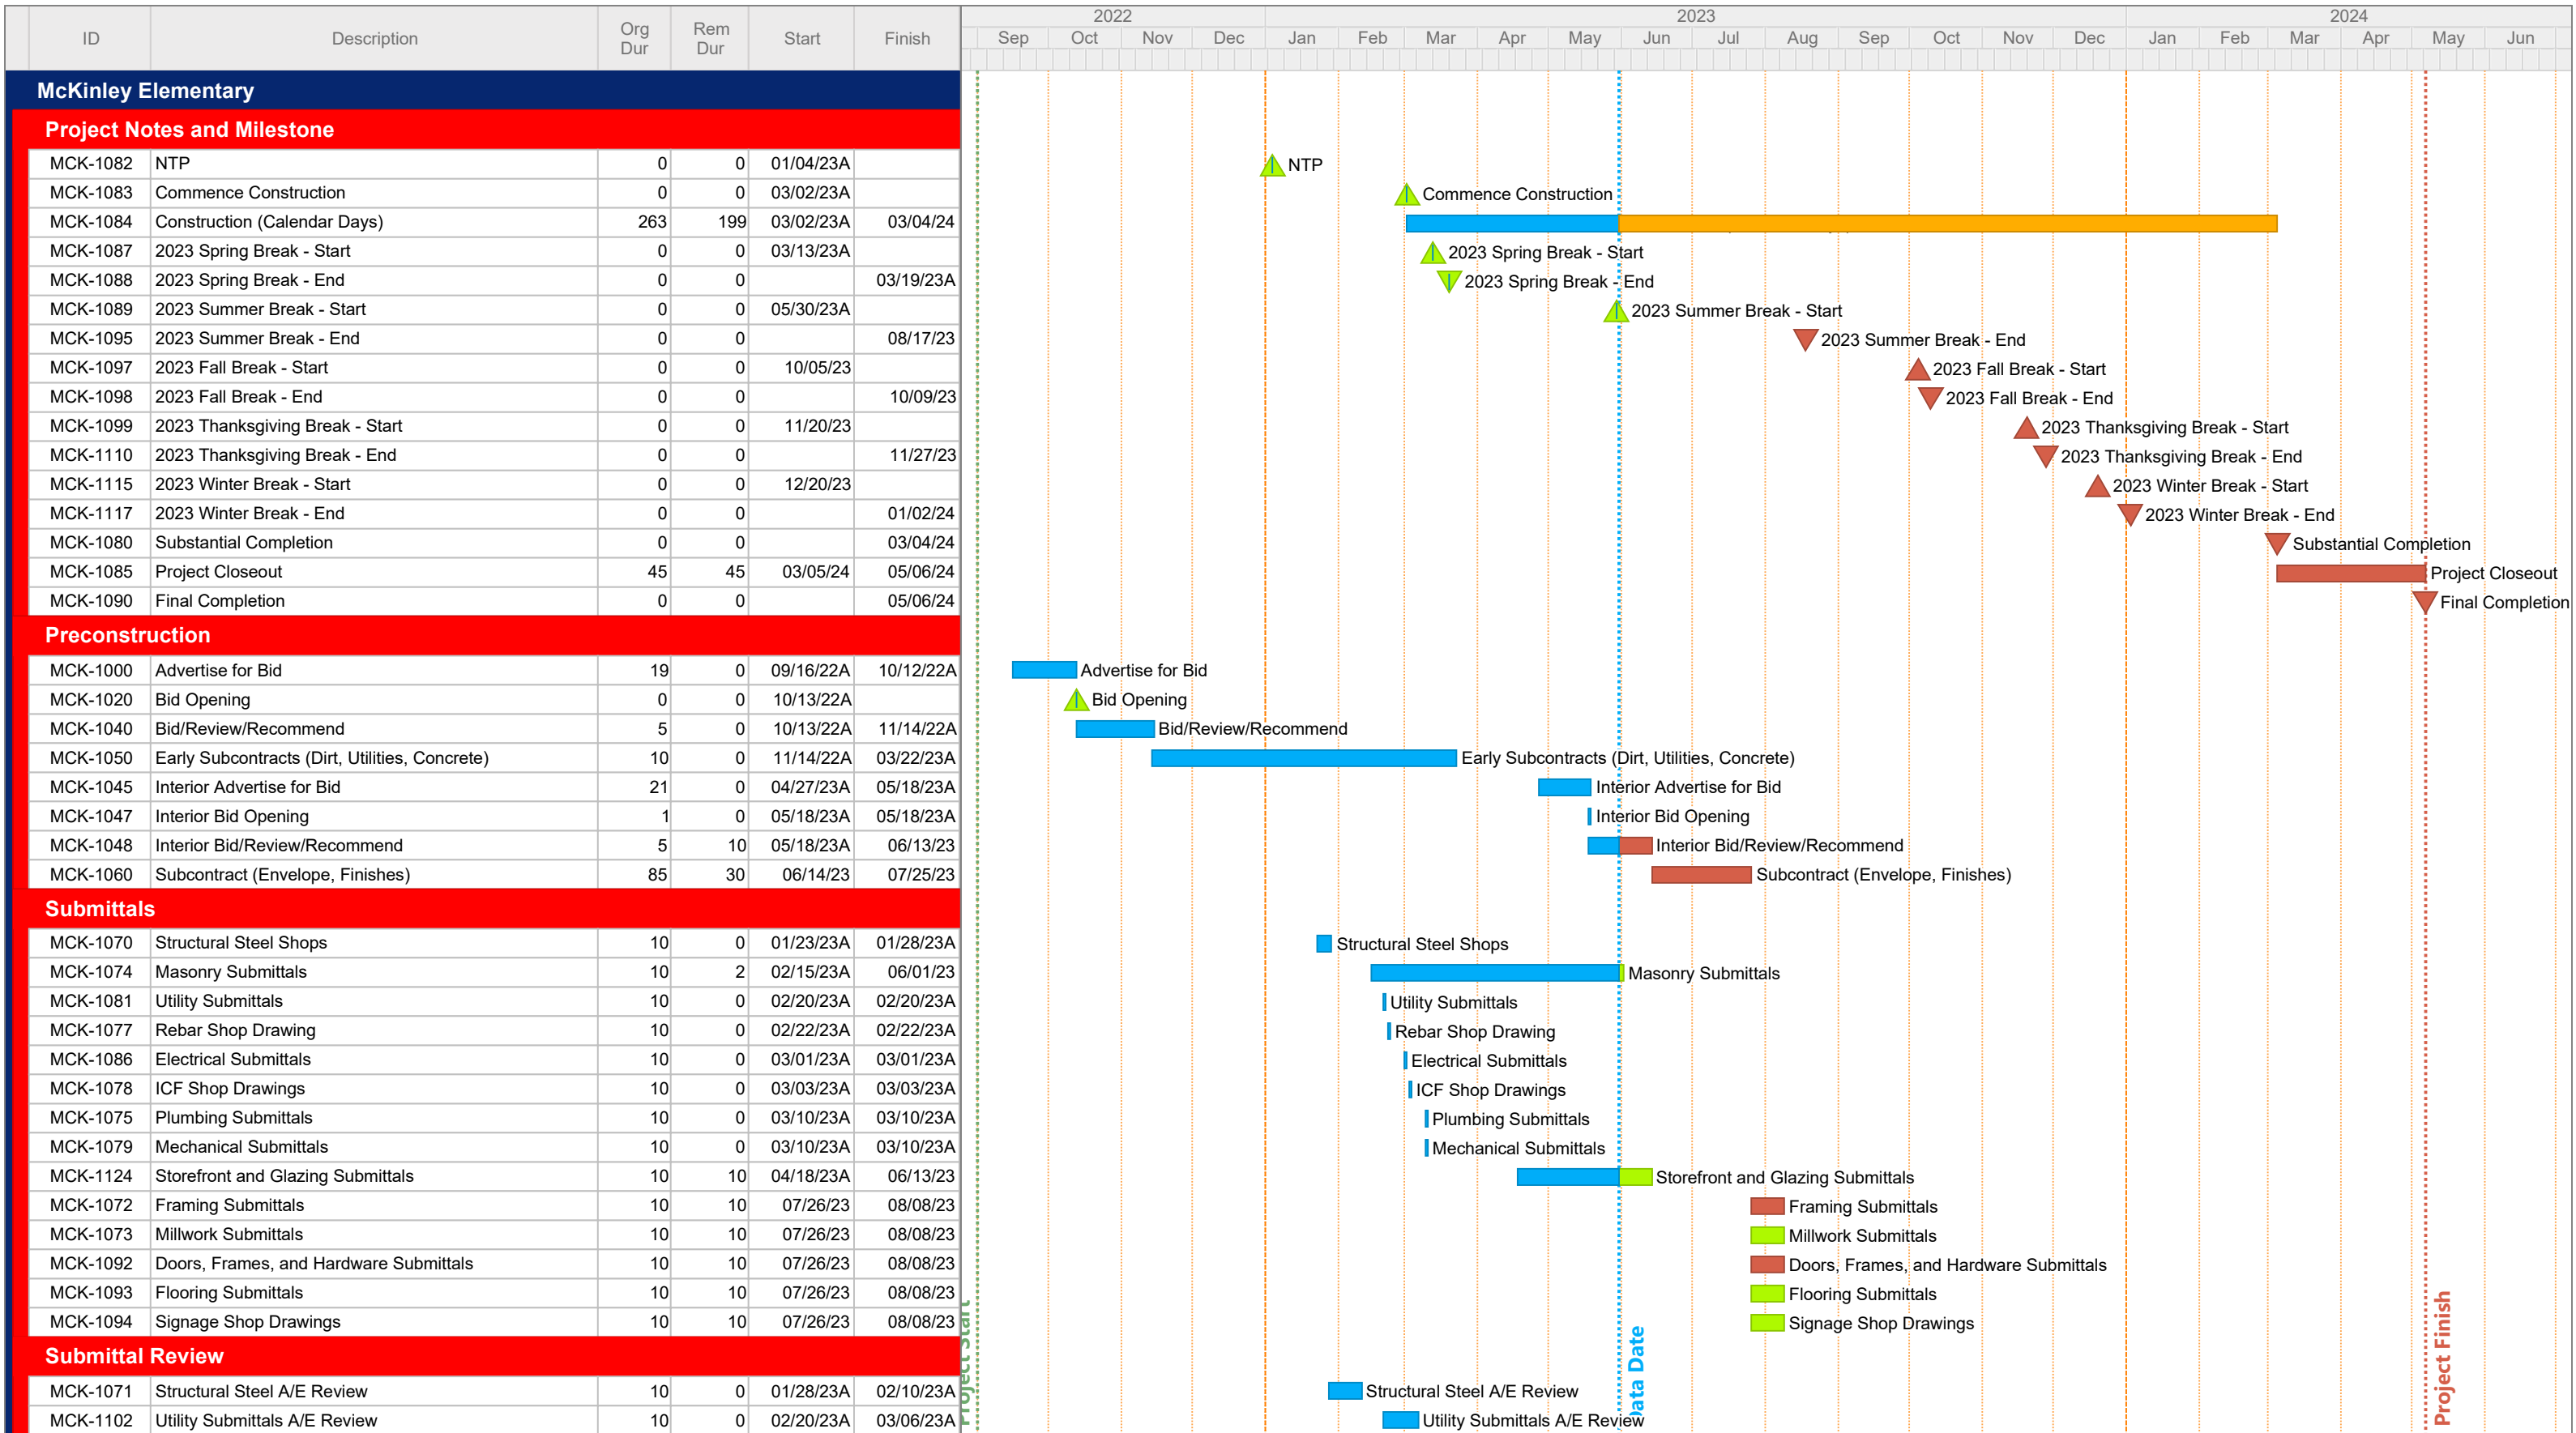 2022 2023 2024
ID Description Org Dur Rem Dur Start Finish Sep Oct Nov Dec Jan Feb Mar Apr May Jun Jul Aug Sep Oct Nov Dec Jan Feb Mar Apr May Jun
McKinley Elementary
Project Notes and Milestone
MCK-1082 NTP 0 0 01/04/23A NTP
MCK-1083 Commence Construction 0 0 03/02/23A Commence Construction
MCK-1084 Construction (Calendar Days) 263 199 03/02/23A 03/04/24
MCK-1087 2023 Spring Break - Start 0 0 03/13/23A 2023 Spring Break - Start
MCK-1088 2023 Spring Break - End 0 0 03/19/23A 2023 Spring Break - End
MCK-1089 2023 Summer Break - Start 0 0 05/30/23A 2023 Summer Break - Start
MCK-1095 2023 Summer Break - End 0 0 08/17/23 2023 Summer Break - End
MCK-1097 2023 Fall Break - Start 0 0 10/05/23 2023 Fall Break - Start
MCK-1098 2023 Fall Break - End 0 0 10/09/23 2023 Fall Break - End
MCK-1099 2023 Thanksgiving Break - Start 0 0 11/20/23 2023 Thanksgiving Break - Start
MCK-1110 2023 Thanksgiving Break - End 0 0 11/27/23 2023 Thanksgiving Break - End
MCK-1115 2023 Winter Break - Start 0 0 12/20/23 2023 Winter Break - Start
MCK-1117 2023 Winter Break - End 0 0 01/02/24 2023 Winter Break - End
MCK-1080 Substantial Completion 0 0 03/04/24 Substantial Completion
MCK-1085 Project Closeout 45 45 03/05/24 05/06/24 Project Closeout
MCK-1090 Final Completion 0 0 05/06/24 Final Completion
Preconstruction
MCK-1000 Advertise for Bid 19 0 09/16/22A 10/12/22A Advertise for Bid
MCK-1020 Bid Opening 0 0 10/13/22A Bid Opening
MCK-1040 Bid/Review/Recommend 5 0 10/13/22A 11/14/22A Bid/Review/Recommend
MCK-1050 Early Subcontracts (Dirt, Utilities, Concrete) 10 0 11/14/22A 03/22/23A Early Subcontracts (Dirt, Utilities, Concrete)
MCK-1045 Interior Advertise for Bid 21 0 04/27/23A 05/18/23A Interior Advertise for Bid
MCK-1047 Interior Bid Opening 1 0 05/18/23A 05/18/23A Interior Bid Opening
MCK-1048 Interior Bid/Review/Recommend 5 10 05/18/23A 06/13/23 Interior Bid/Review/Recommend
MCK-1060 Subcontract (Envelope, Finishes) 85 30 06/14/23 07/25/23 Subcontract (Envelope, Finishes)
Submittals
MCK-1070 Structural Steel Shops 10 0 01/23/23A 01/28/23A Structural Steel Shops
MCK-1074 Masonry Submittals 10 2 02/15/23A 06/01/23 Masonry Submittals
MCK-1081 Utility Submittals 10 0 02/20/23A 02/20/23A Utility Submittals
MCK-1077 Rebar Shop Drawing 10 0 02/22/23A 02/22/23A Rebar Shop Drawing
MCK-1086 Electrical Submittals 10 0 03/01/23A 03/01/23A Electrical Submittals
MCK-1078 ICF Shop Drawings 10 0 03/03/23A 03/03/23A ICF Shop Drawings
MCK-1075 Plumbing Submittals 10 0 03/10/23A 03/10/23A Plumbing Submittals
MCK-1079 Mechanical Submittals 10 0 03/10/23A 03/10/23A Mechanical Submittals
MCK-1124 Storefront and Glazing Submittals 10 10 04/18/23A 06/13/23 Storefront and Glazing Submittals
MCK-1072 Framing Submittals 10 10 07/26/23 08/08/23 Framing Submittals
MCK-1073 Millwork Submittals 10 10 07/26/23 08/08/23 Millwork Submittals
MCK-1092 Doors, Frames, and Hardware Submittals 10 10 07/26/23 08/08/23 Doors, Frames, and Hardware Submittals
MCK-1093 Flooring Submittals 10 10 07/26/23 08/08/23 Flooring Submittals
MCK-1094 Signage Shop Drawings 10 10 07/26/23 08/08/23 Signage Shop Drawings
Submittal Review
MCK-1071 Structural Steel A/E Review 10 0 01/28/23A 02/10/23A Structural Steel A/E Review
MCK-1102 Utility Submittals A/E Review 10 0 02/20/23A 03/06/23A Utility Submittals A/E Review
Project Start
Data Date
Project Finish